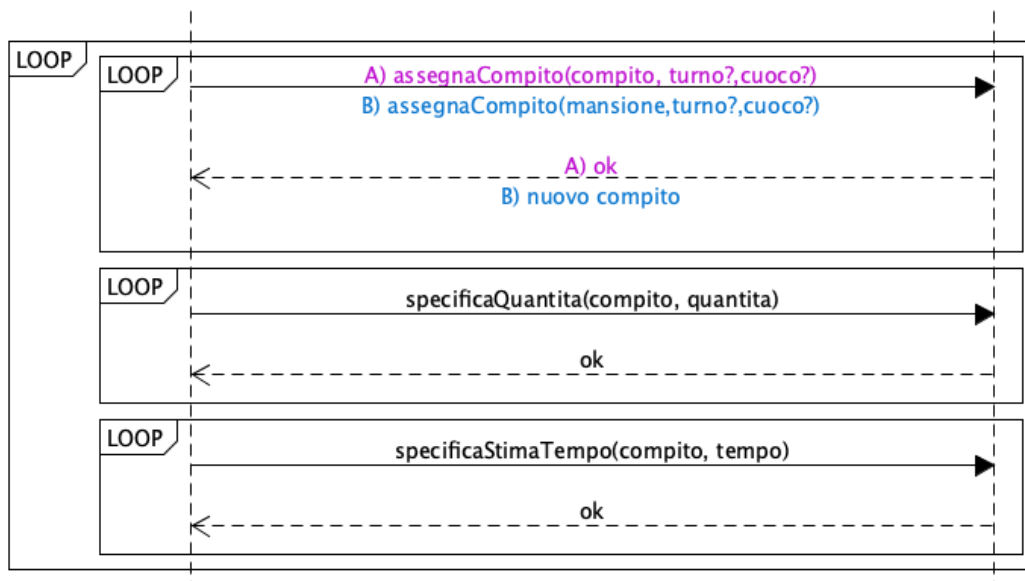 LOOP
LOOP
A) assegnaCompito(compito, turno?,cuoco?)
B) assegnaCompito(mansione,turno?,cuoco?)
A) ok
B) nuovo compito
LOOP
specificaQuantita(compito, quantita)
ok
LOOP
specificaStimaTempo(compito, tempo)
ok